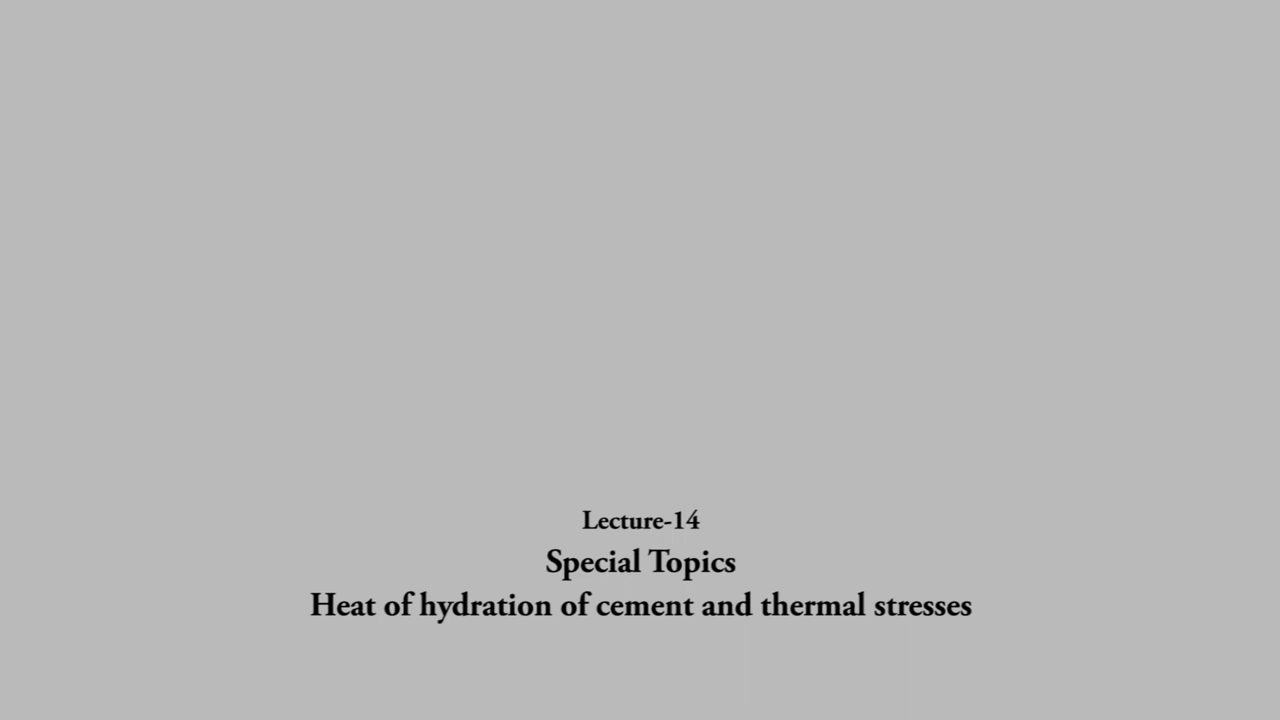 Lecture-14
Special Topics
Heat of hydration of cement and thermal stresses